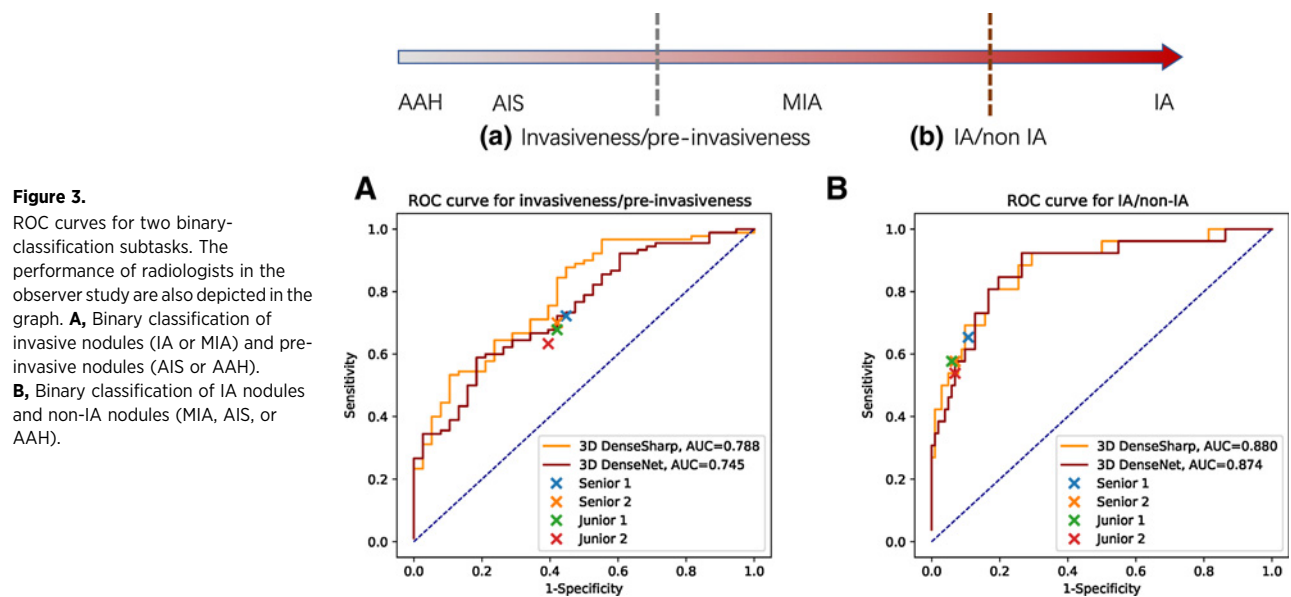 AAH AIS MIA IA
(a) Invasiveness/pre-invasiveness (b) IA/non IA
Figure 3.
ROC curves for two binary-
classification subtasks. The
performance of radiologists in the
observer study are also depicted in the
graph. A, Binary classification of
invasive nodules (IA or MIA) and pre-
invasive nodules (AIS or AAH).
B, Binary classification of IA nodules
and non-IA nodules (MIA, AIS, or
AAH).
A
ROC curve for invasiveness/pre-invasiveness
Sensitivity
1.0
0.8
0.6
0.4
0.2
0.0
3D DenseSharp, AUC=0.788
3D DenseNet, AUC=0.745
Senior 1
Senior 2
Junior 1
Junior 2
0.0 0.2 0.4 0.6 0.8 1.0
1-Specificity
B
ROC curve for IA/non-IA
Sensitivity
1.0
0.8
0.6
0.4
0.2
0.0
3D DenseSharp, AUC=0.880
3D DenseNet, AUC=0.874
Senior 1
Senior 2
Junior 1
Junior 2
0.0 0.2 0.4 0.6 0.8 1.0
1-Specificity